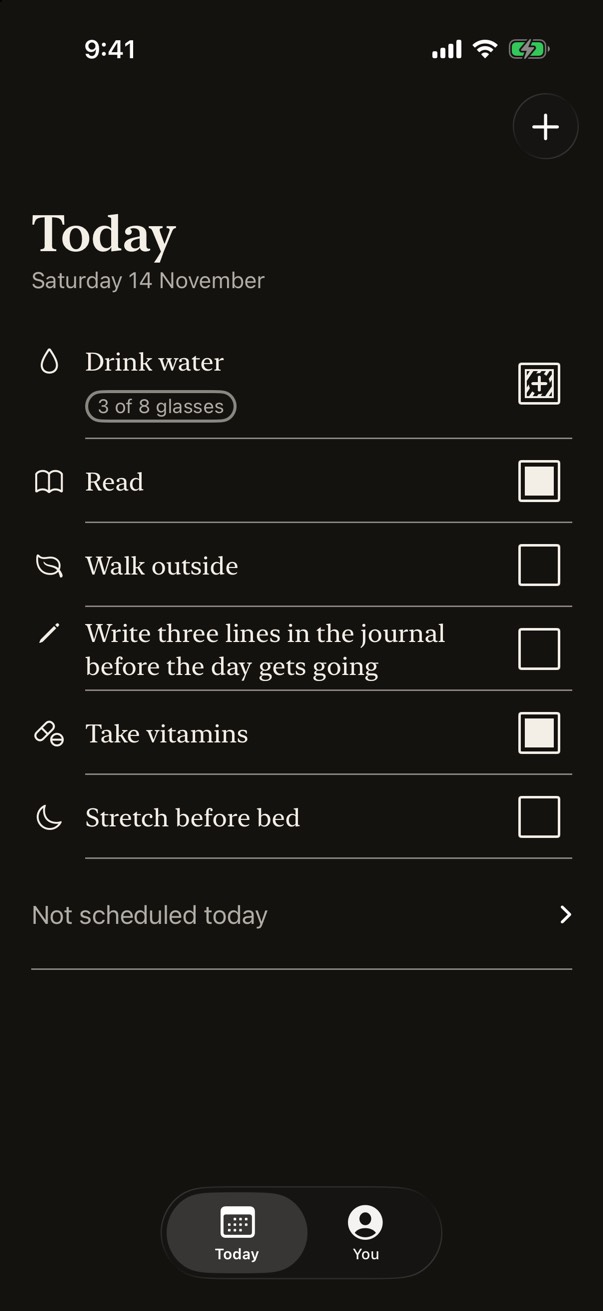 9:41
Today
Saturday 14 November
Drink water
3 of 8 glasses
Read
Walk outside
Write three lines in the journal
before the day gets going
Take vitamins
Stretch before bed
Not scheduled today
Today
You